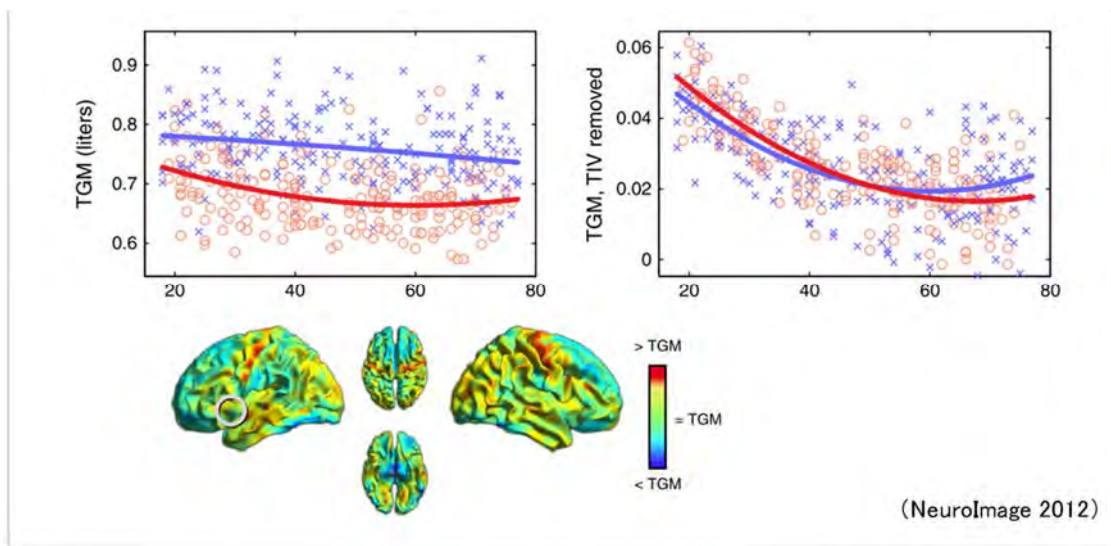 TGM (liters)
0.9
0.8
0.7
0.6
20 40 60 80
TGM, TIV removed
0.06
0.04
0.02
0
20 40 60 80
> TGM
= TGM
< TGM
(NeuroImage 2012)